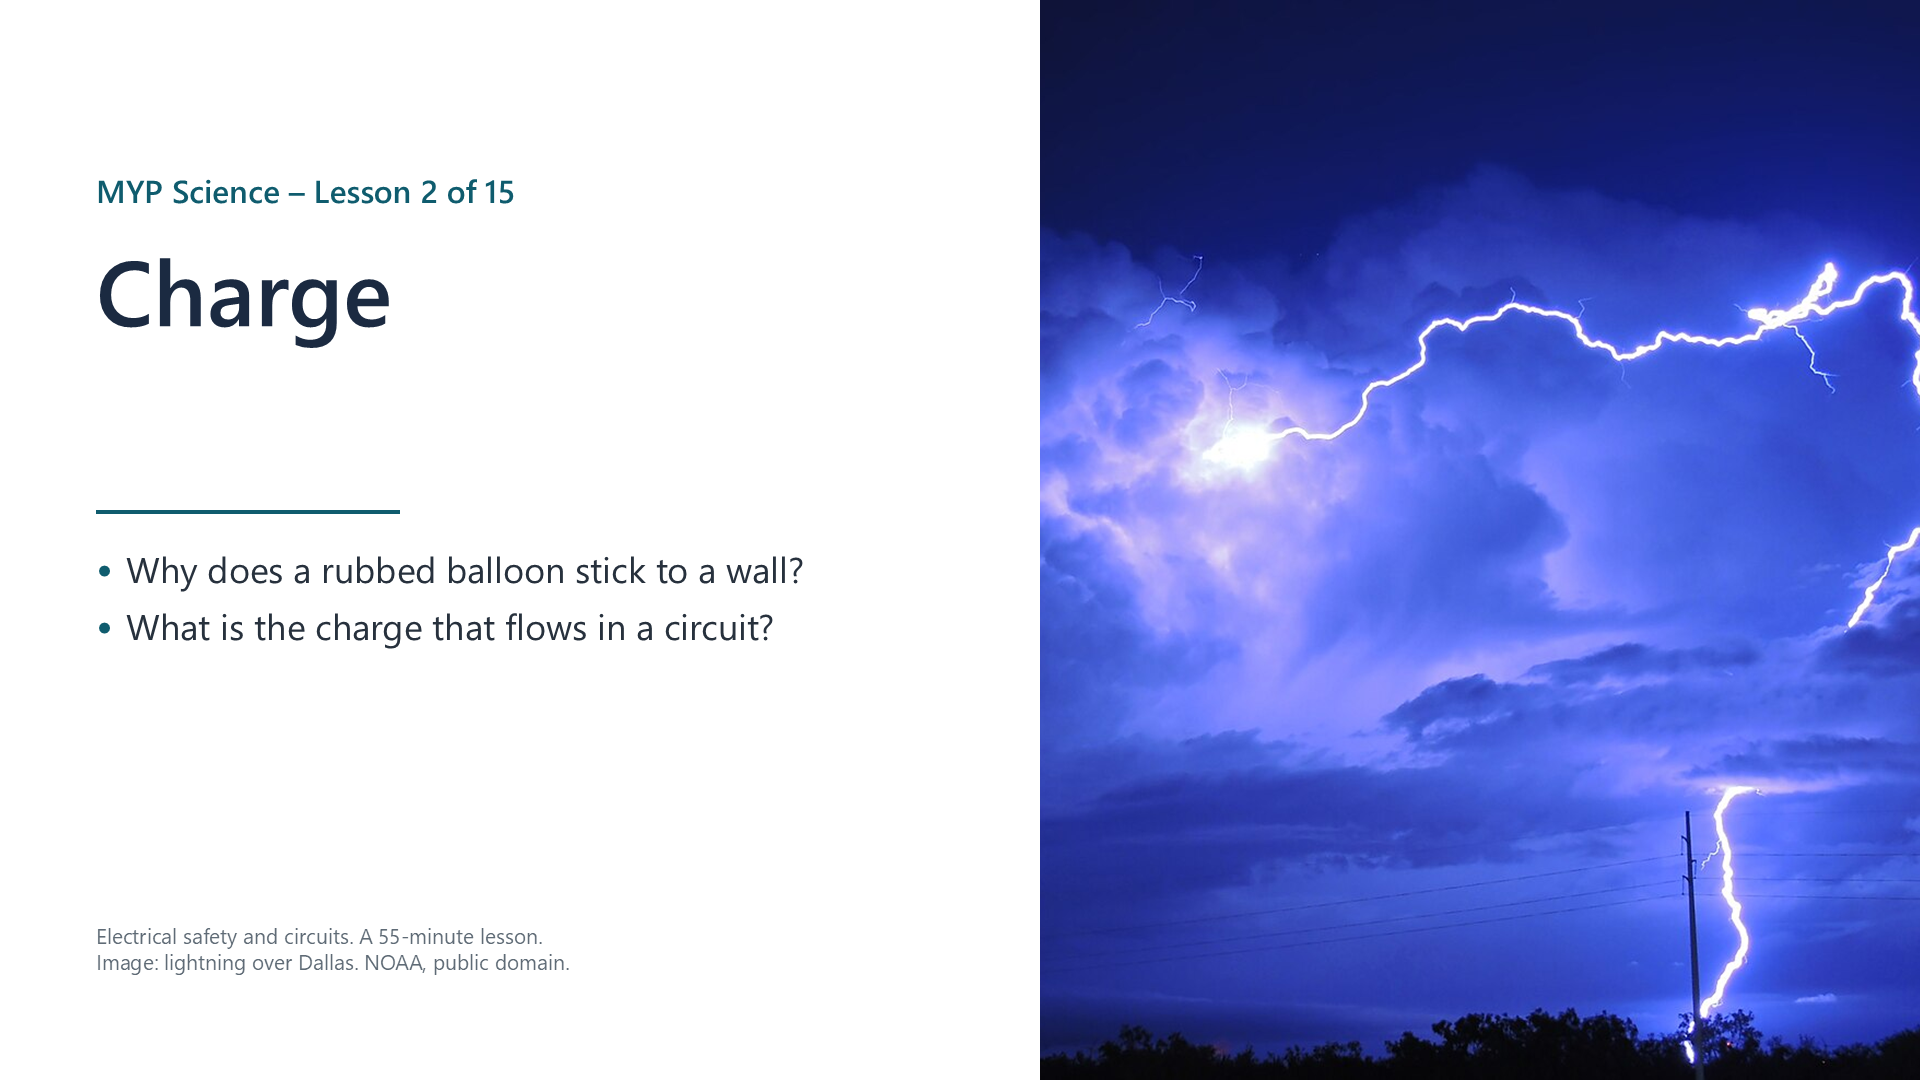 MYP Science – Lesson 2 of 15
Charge
• Why does a rubbed balloon stick to a wall?
• What is the charge that flows in a circuit?
Electrical safety and circuits. A 55-minute lesson.
Image: lightning over Dallas. NOAA, public domain.